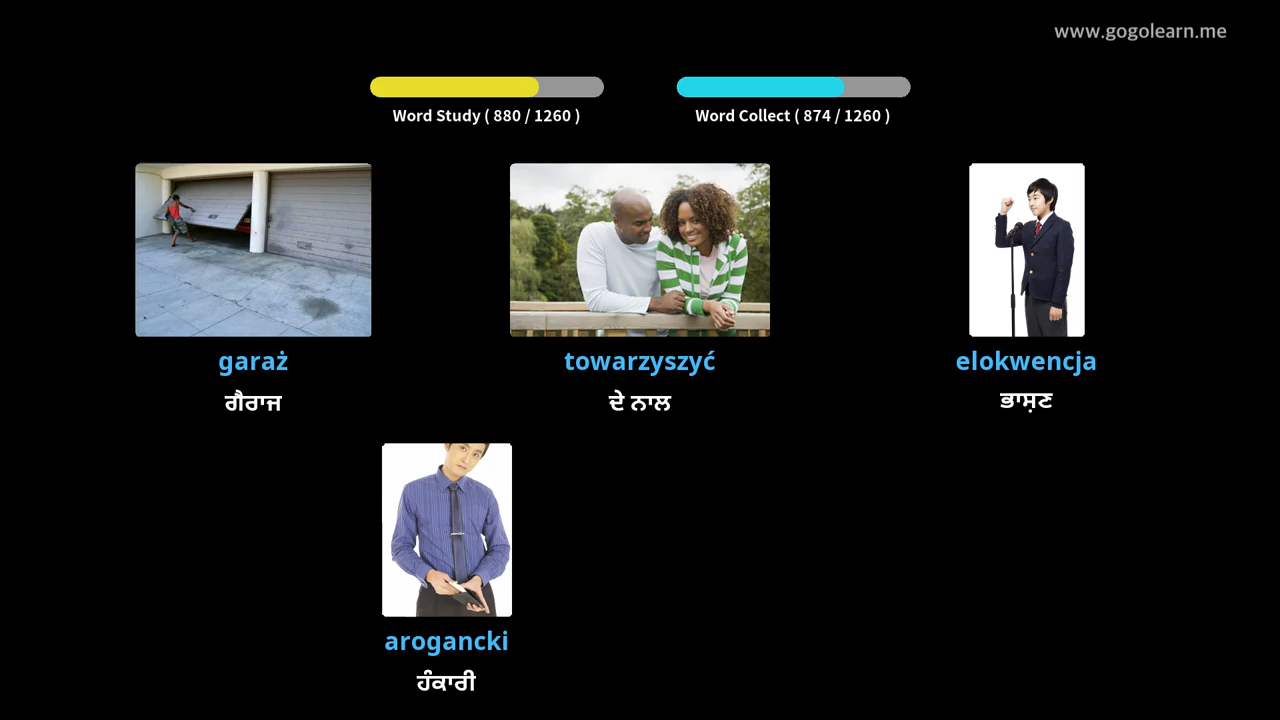 www.gogolearn.me
Word Study ( 880 / 1260 )
Word Collect ( 874 / 1260 )
garaż
towarzyszyć
elokwencja
ਗੈਰਾਜ
ਦੇ ਨਾਲ
ਭਾਸ਼ਣ
arogancki
ਹੰਕਾਰੀ